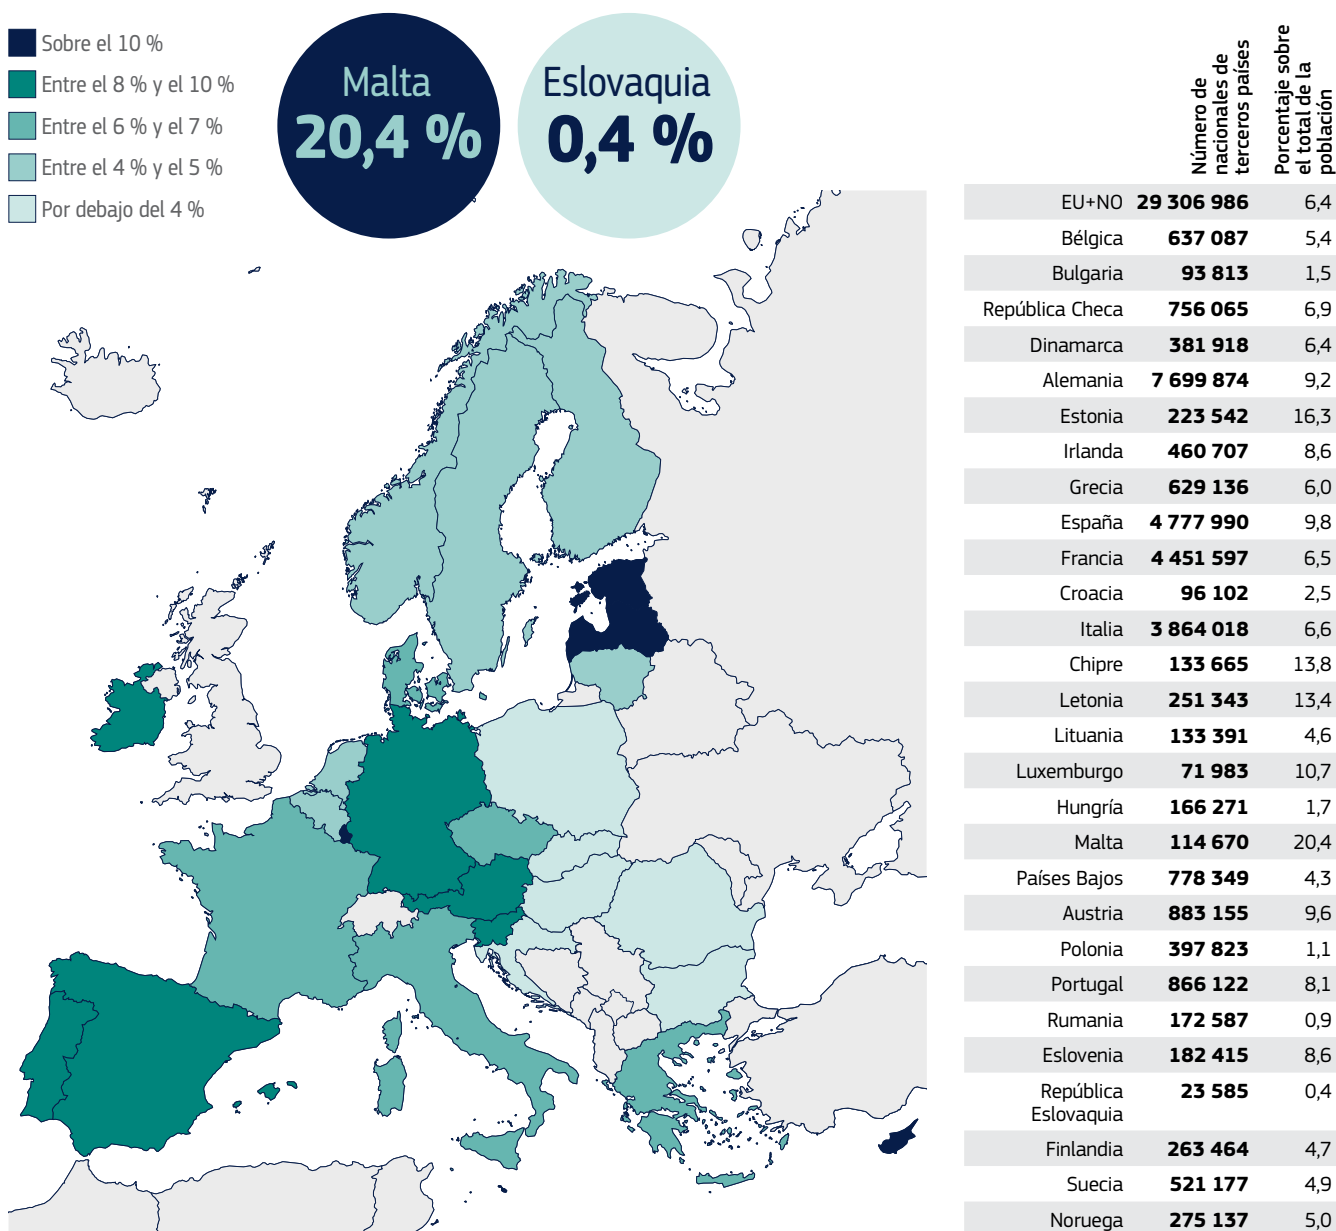 Sobre el 10 %
Entre el 8 % y el 10 %
Entre el 6 % y el 7 %
Entre el 4 % y el 5 %
Por debajo del 4 %
Malta
20,4 %
Eslovaquia
0,4 %
Número de
nacionales de
terceros países
Porcentaje sobre
el total de la
población
EU+NO 29 306 986 6,4
Bélgica 637 087 5,4
Bulgaria 93 813 1,5
República Checa 756 065 6,9
Dinamarca 381 918 6,4
Alemania 7 699 874 9,2
Estonia 223 542 16,3
Irlanda 460 707 8,6
Grecia 629 136 6,0
España 4 777 990 9,8
Francia 4 451 597 6,5
Croacia 96 102 2,5
Italia 3 864 018 6,6
Chipre 133 665 13,8
Letonia 251 343 13,4
Lituania 133 391 4,6
Luxemburgo 71 983 10,7
Hungría 166 271 1,7
Malta 114 670 20,4
Países Bajos 778 349 4,3
Austria 883 155 9,6
Polonia 397 823 1,1
Portugal 866 122 8,1
Rumania 172 587 0,9
Eslovenia 182 415 8,6
República 23 585 0,4
Eslovaquia
Finlandia 263 464 4,7
Suecia 521 177 4,9
Noruega 275 137 5,0